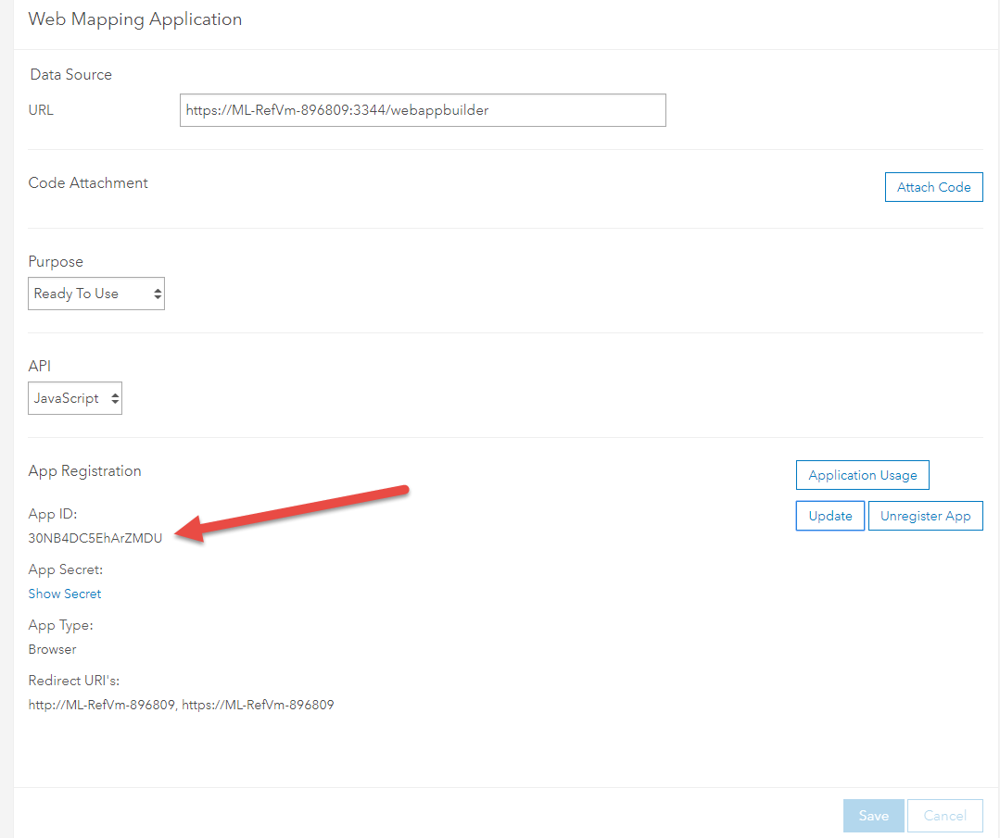 Web Mapping Application
Data Source
URL
https://ML-RefVm-896809:3344/webappbuilder
Code Attachment
Attach Code
Purpose
Ready To Use
API
JavaScript
App Registration
Application Usage
App ID:
Update
Unregister App
30NB4DC5EhArZMDU
App Secret:
Show Secret
App Type:
Browser
Redirect URI's:
http://ML-RefVm-896809, https://ML-RefVm-896809
Save
Cancel